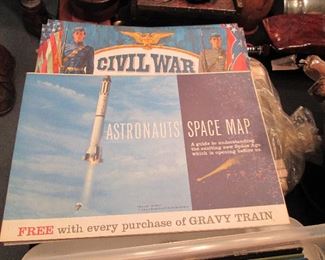 CIVIL WAR
ASTRONAUTS SPACE MAP
A guide to understanding
the exciting new Space Age
which is opening before us.
FREE with every purchase of GRAVY TRAIN